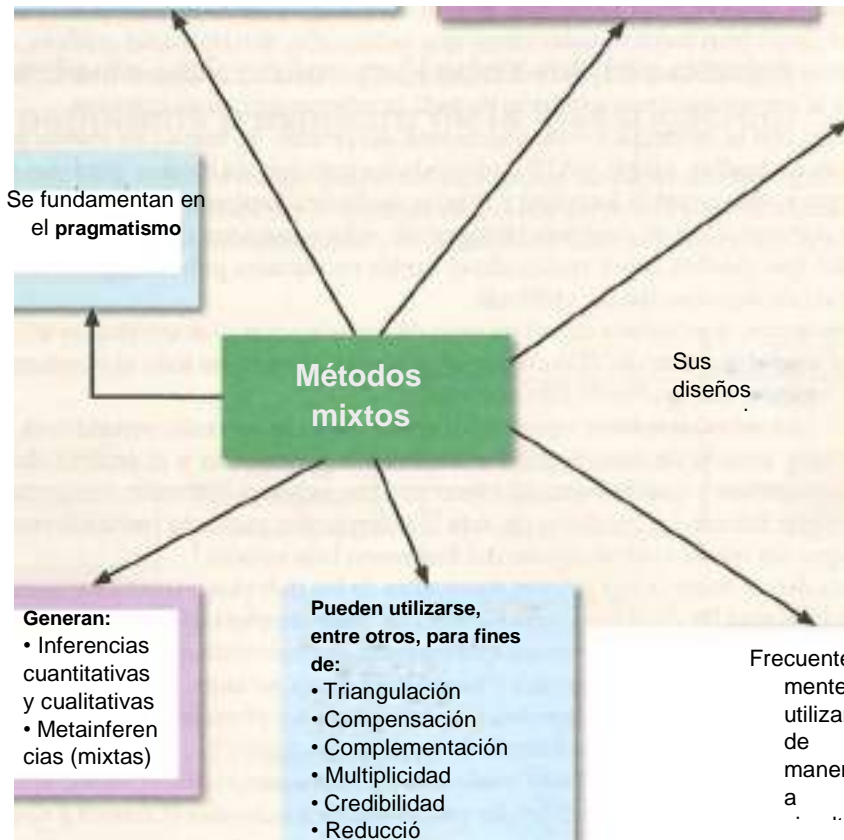 Se fundamentan en
el pragmatismo
Métodos
mixtos
Sus
diseños
Generan:
• Inferencias
cuantitativas
y cualitativas
• Metainferen
cias (mixtas)
Pueden utilizarse,
entre otros, para fines
de:
• Triangulación
• Compensación
• Complementación
• Multiplicidad
• Credibilidad
• Reducció
Frecuente
mente
utilizar
de
maner
a